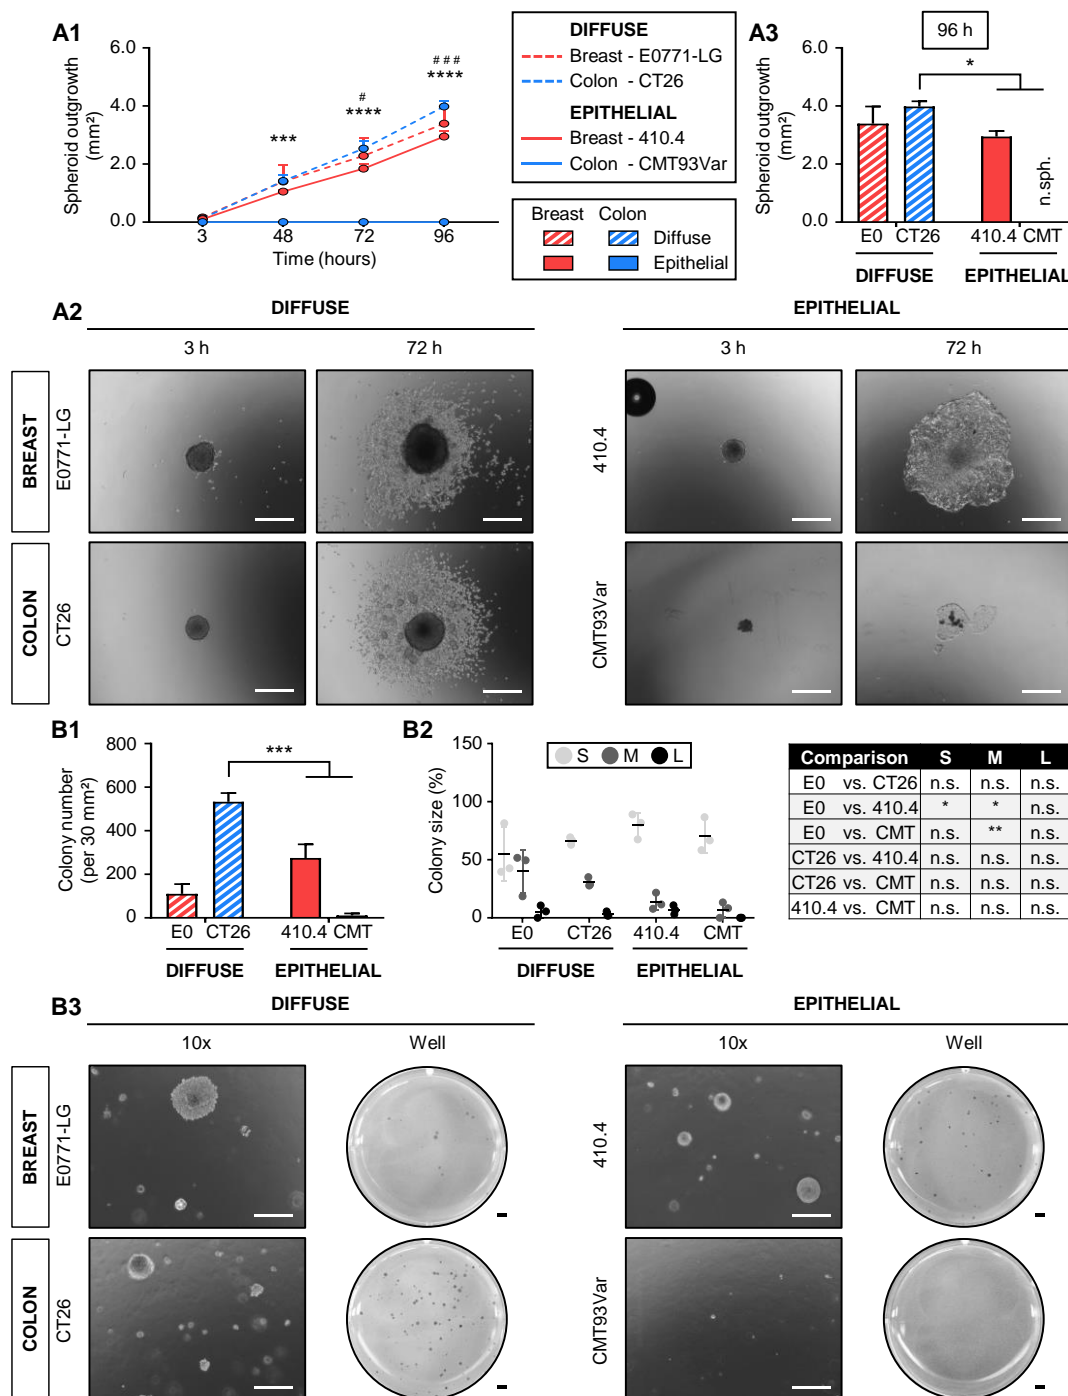 A1
6.0
4.0
2.0
0.0
Spheroid outgrowth
(mm²)
3 48 72 96
Time (hours)
***
#
****
# # #
****
DIFFUSE
Breast - E0771-LG
Colon - CT26
EPITHELIAL
Breast - 410.4
Colon - CMT93Var
Breast Colon
Diffuse
Epithelial
A3
96 h
6.0
4.0
2.0
0.0
Spheroid outgrowth
(mm²)
*
n.sph.
E0 CT26 410.4 CMT
DIFFUSE EPITHELIAL
A2
DIFFUSE EPITHELIAL
3 h 72 h 3 h 72 h
BREAST
E0771-LG
410.4
COLON
CT26
CMT93Var
B1
800
600
400
200
0
Colony number
(per 30 mm²)
***
E0 CT26 410.4 CMT
DIFFUSE EPITHELIAL
B2
150
100
50
0
Colony size (%)
S M L
E0 CT26 410.4 CMT
DIFFUSE EPITHELIAL
Comparison S M L
E0 vs. CT26 n.s. n.s. n.s.
E0 vs. 410.4 * * n.s.
E0 vs. CMT n.s. ** n.s.
CT26 vs. 410.4 n.s. n.s. n.s.
CT26 vs. CMT n.s. n.s. n.s.
410.4 vs. CMT n.s. n.s. n.s.
B3
DIFFUSE EPITHELIAL
10x Well 10x Well
BREAST
E0771-LG
410.4
COLON
CT26
CMT93Var